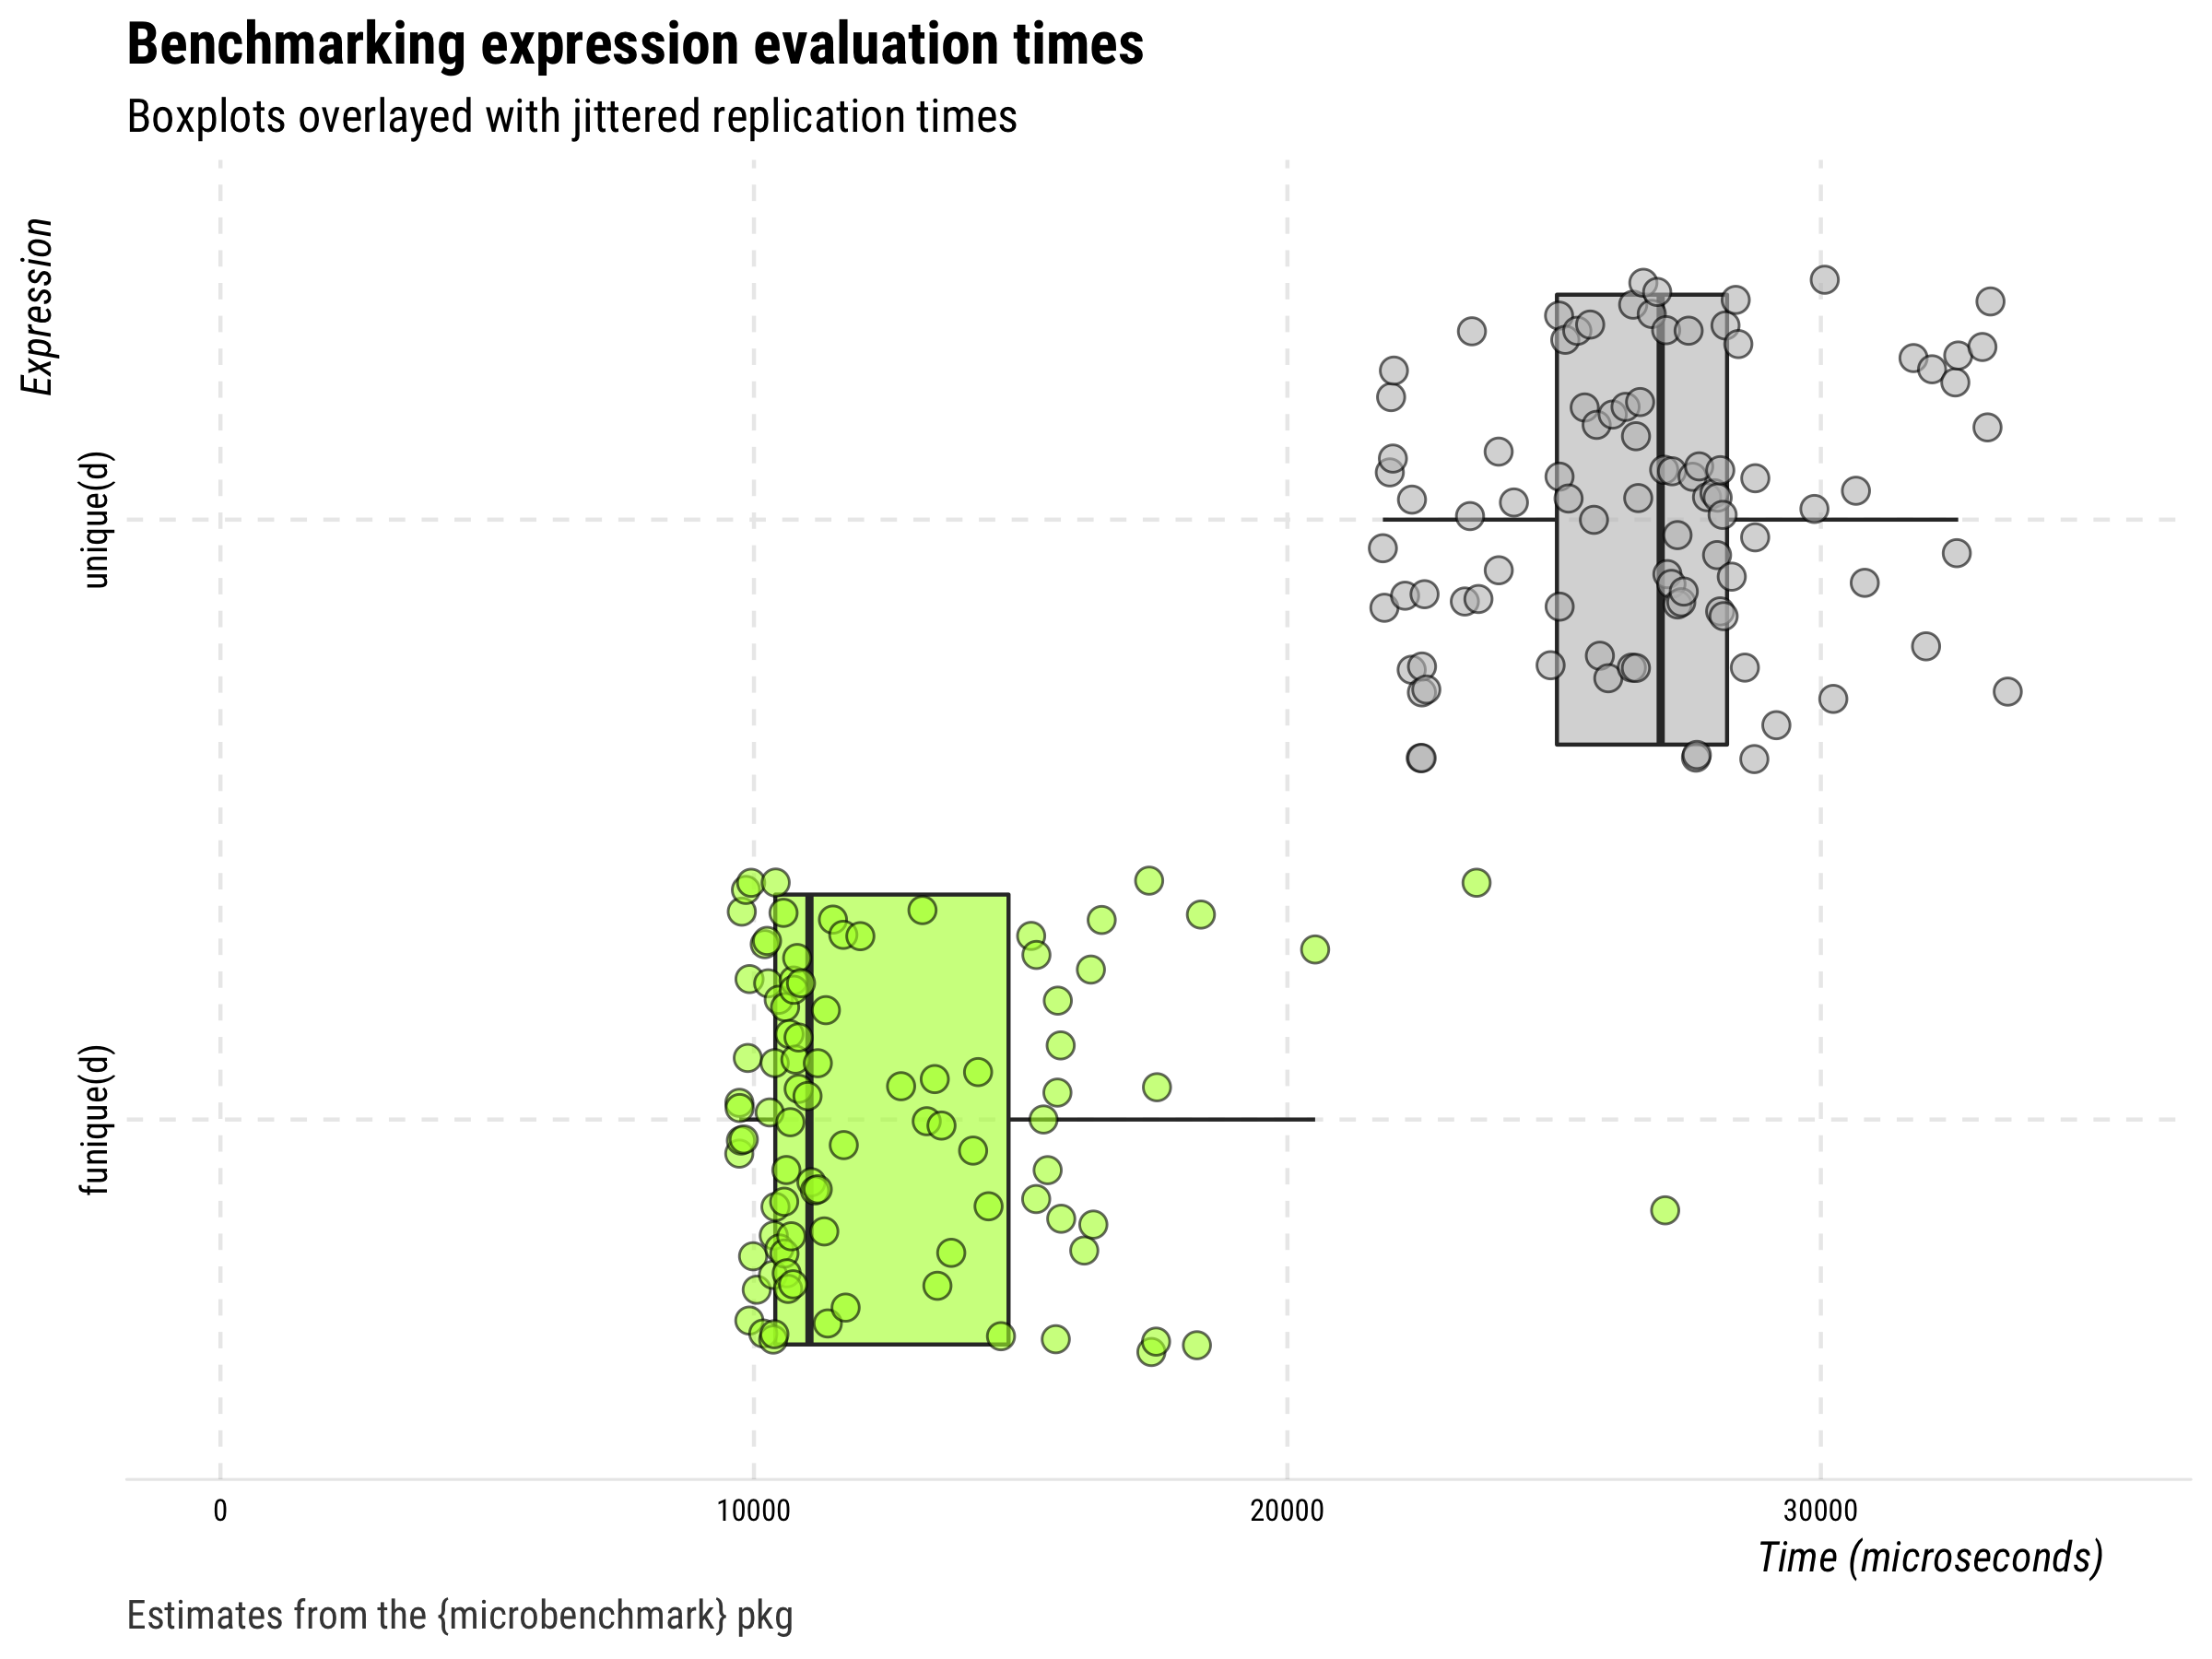 Benchmarking expression evaluation times
Boxplots overlayed with jittered replication times
Expression
unique(d)
funique(d)
0 10000 20000 30000
Time (microseconds)
Estimates from the {microbenchmark} pkg